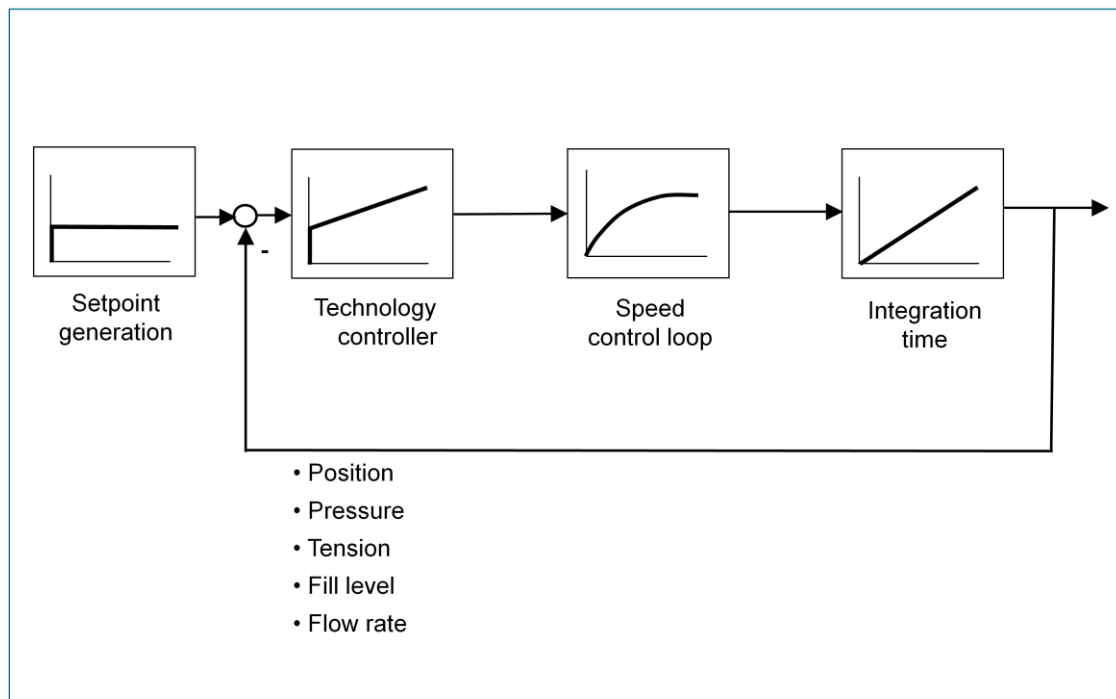 Setpoint
generation
-
Technology
controller
Speed
control loop
Integration
time
• Position
• Pressure
• Tension
• Fill level
• Flow rate